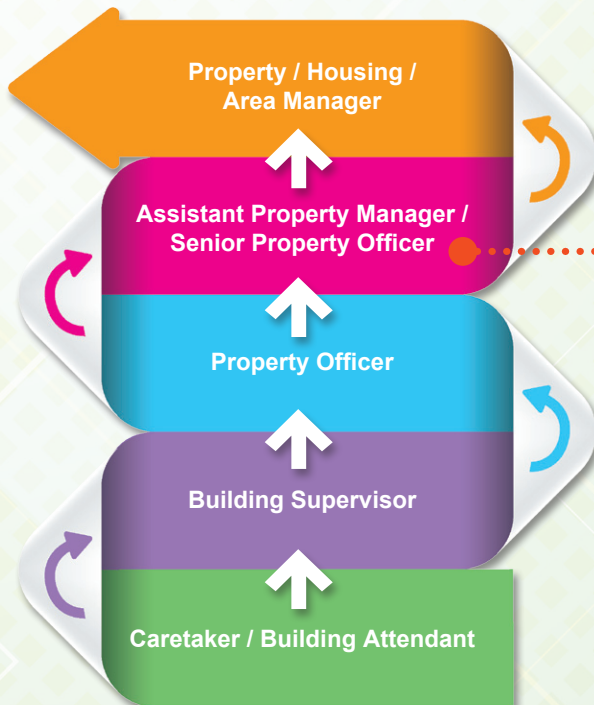 Property / Housing /
Area Manager
Assistant Property Manager /
Senior Property Officer
Property Officer
Building Supervisor
Caretaker / Building Attendant